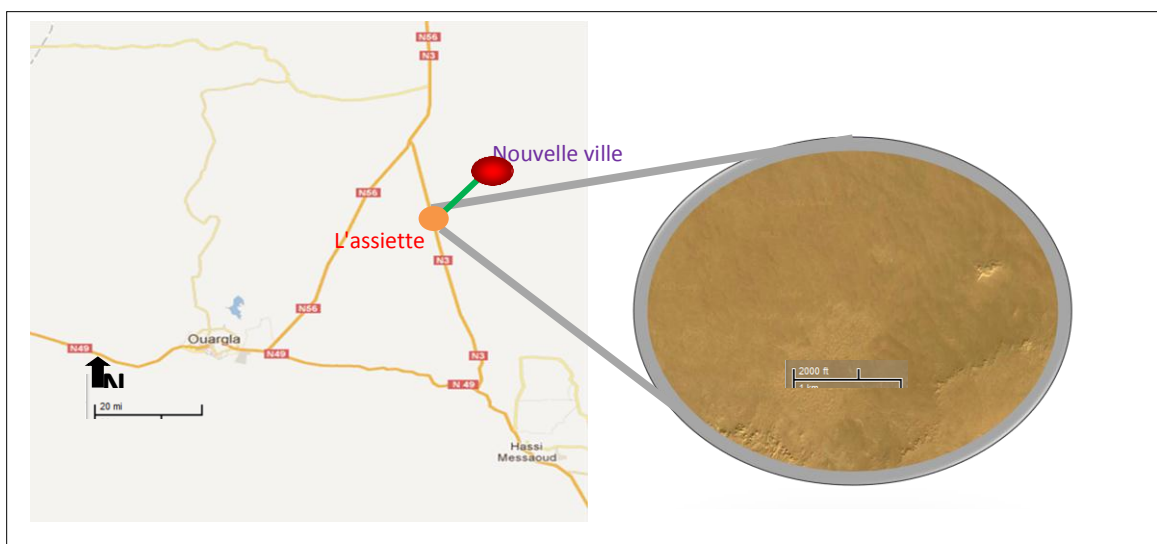 N56
N3
Nouvelle ville
N56
L'assiette
N3
N56
Ouargla
N49
N49
N3
N 49
N
20 mi
Hassi
Messaoud
2000 ft